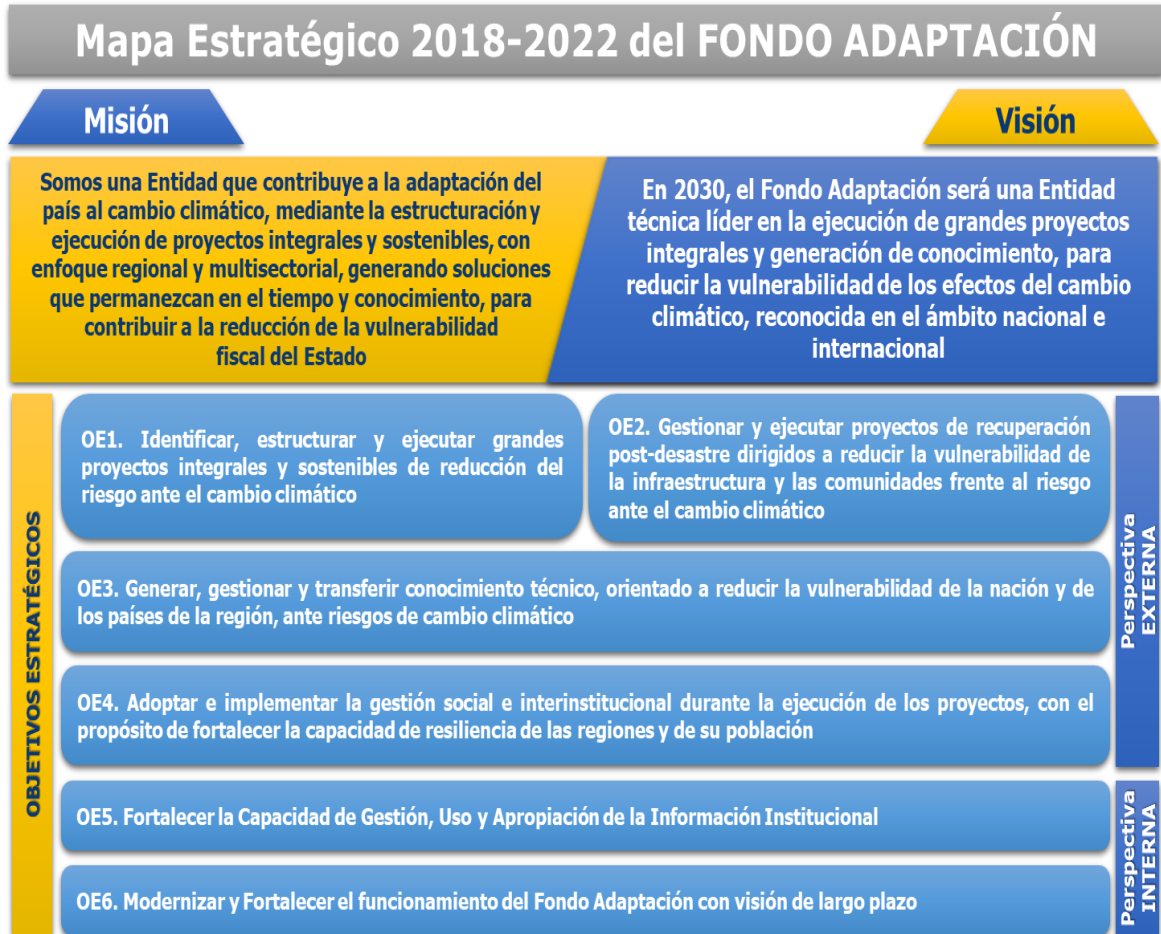 Mapa Estratégico 2018-2022 del FONDO ADAPTACIÓN
Misión
Visión
Somos una Entidad que contribuye a la adaptación del
país al cambio climático, mediante la estructuración y
ejecución de proyectos integrales y sostenibles, con
enfoque regional y multisectorial, generando soluciones
que permanezcan en el tiempo y conocimiento, para
contribuir a la reducción de la vulnerabilidad
fiscal del Estado
En 2030, el Fondo Adaptación será una Entidad
técnica líder en la ejecución de grandes proyectos
integrales y generación de conocimiento, para
reducir la vulnerabilidad de los efectos del cambio
climático, reconocida en el ámbito nacional e
internacional
OBJETIVOS ESTRATÉGICOS
OE1. Identificar, estructurar y ejecutar grandes
proyectos integrales y sostenibles de reducción del
riesgo ante el cambio climático
OE2. Gestionar y ejecutar proyectos de recuperación
post-desastre dirigidos a reducir la vulnerabilidad de
la infraestructura y las comunidades frente al riesgo
ante el cambio climático
OE3. Generar, gestionar y transferir conocimiento técnico, orientado a reducir la vulnerabilidad de la nación y de
los países de la región, ante riesgos de cambio climático
OE4. Adoptar e implementar la gestión social e interinstitucional durante la ejecución de los proyectos, con el
propósito de fortalecer la capacidad de resiliencia de las regiones y de su población
Perspectiva
EXTERNA
OE5. Fortalecer la Capacidad de Gestión, Uso y Apropiación de la Información Institucional
OE6. Modernizar y Fortalecer el funcionamiento del Fondo Adaptación con visión de largo plazo
Perspectiva
INTERNA